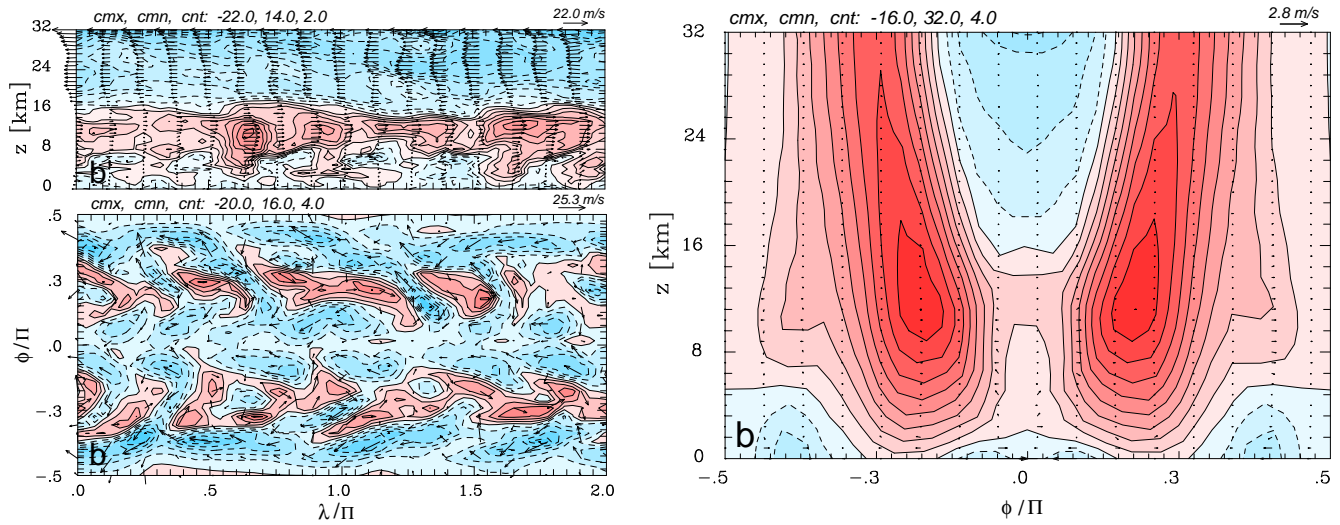 cmx, cmn, cnt: -22.0, 14.0, 2.0
22.0 m/s
32
24
16
8
0
z [km]
b
cmx, cmn, cnt: -20.0, 16.0, 4.0
25.3 m/s
.5
.3
.0
-.3
-.5
ϕ/Π
b
.0
.5
1.0
1.5
2.0
λ/Π
cmx, cmn, cnt: -16.0, 32.0, 4.0
2.8 m/s
32
24
16
8
0
z [km]
b
-.5
-.3
.0
.3
.5
ϕ/Π